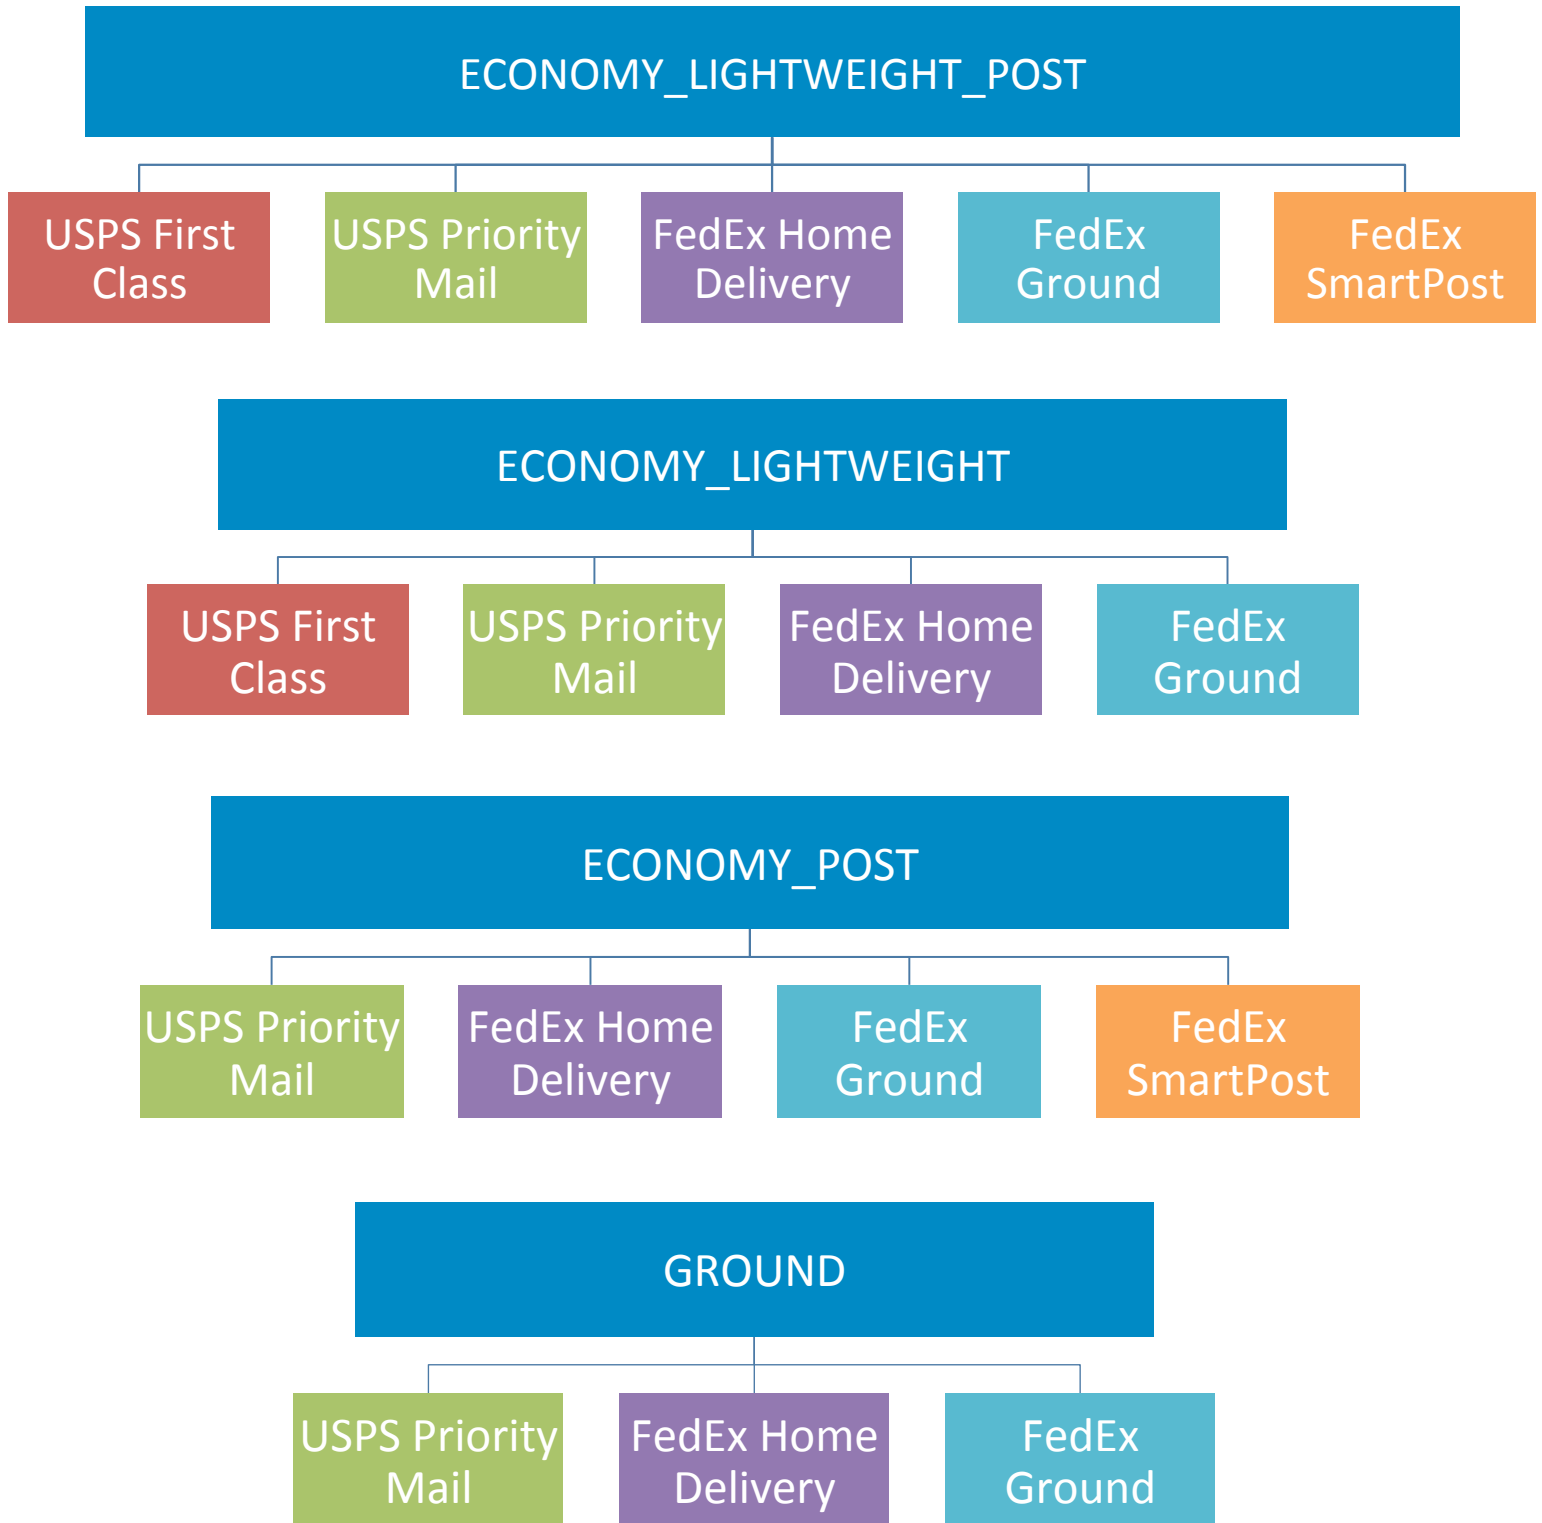 ECONOMY_LIGHTWEIGHT_POST
USPS First
Class
USPS Priority
Mail
FedEx Home
Delivery
FedEx
Ground
FedEx
SmartPost
ECONOMY_LIGHTWEIGHT
USPS First
Class
USPS Priority
Mail
FedEx Home
Delivery
FedEx
Ground
ECONOMY_POST
USPS Priority
Mail
FedEx Home
Delivery
FedEx
Ground
FedEx
SmartPost
GROUND
USPS Priority
Mail
FedEx Home
Delivery
FedEx
Ground